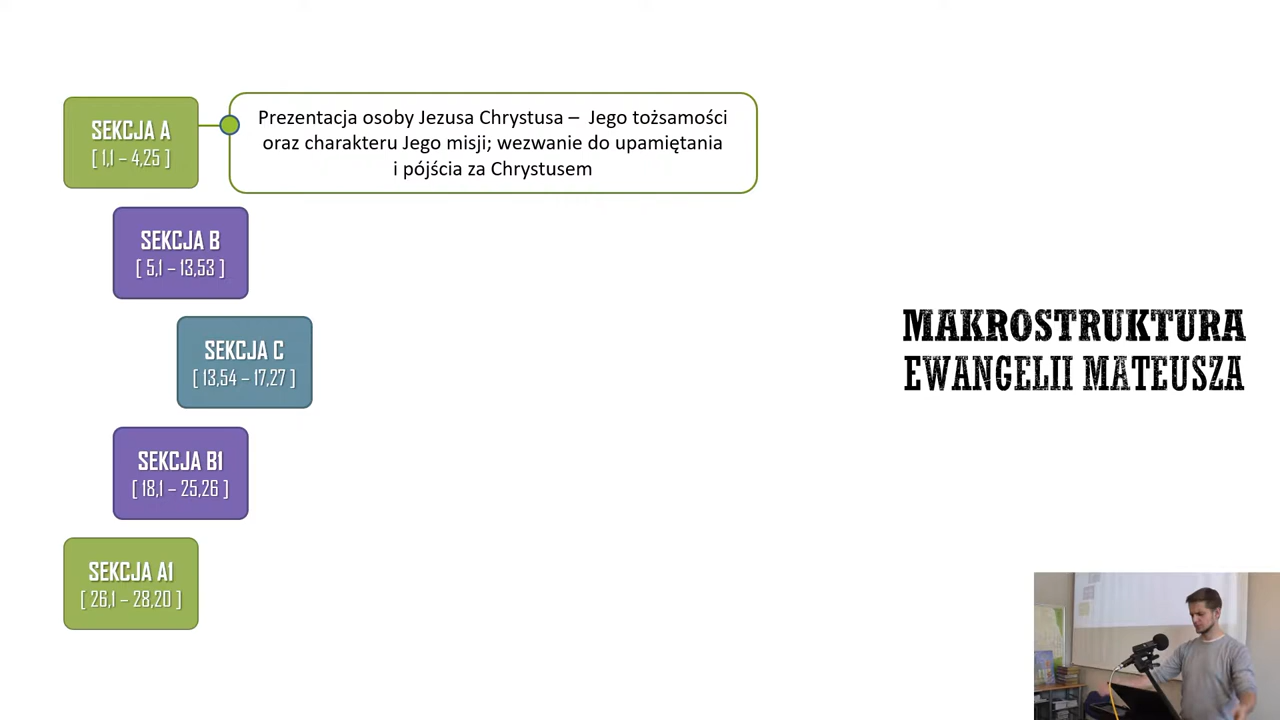 SEKCJA A
[ 1,1 – 4,25 ]
Prezentacja osoby Jezusa Chrystusa – Jego tożsamości
oraz charakteru Jego misji; wezwanie do upamiętania
i pójścia za Chrystusem
SEKCJA B
[ 5,1 – 13,53 ]
SEKCJA C
[ 13,54 – 17,27 ]
SEKCJA B1
[ 18,1 – 25,26 ]
SEKCJA A1
[ 26,1 – 28,20 ]
MAKROSTRUKTURA
EWANGELII MATEUSZA